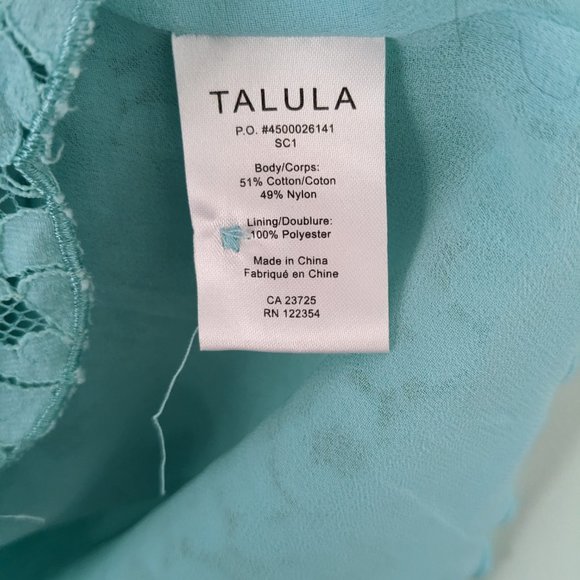 TALULA
P.O. #4500026141
SC1
Body/Corps:
51% Cotton/Coton
49% Nylon
Lining/Doublure:
100% Polyester
Made in China
Fabriqué en Chine
CA 23725
RN 122354